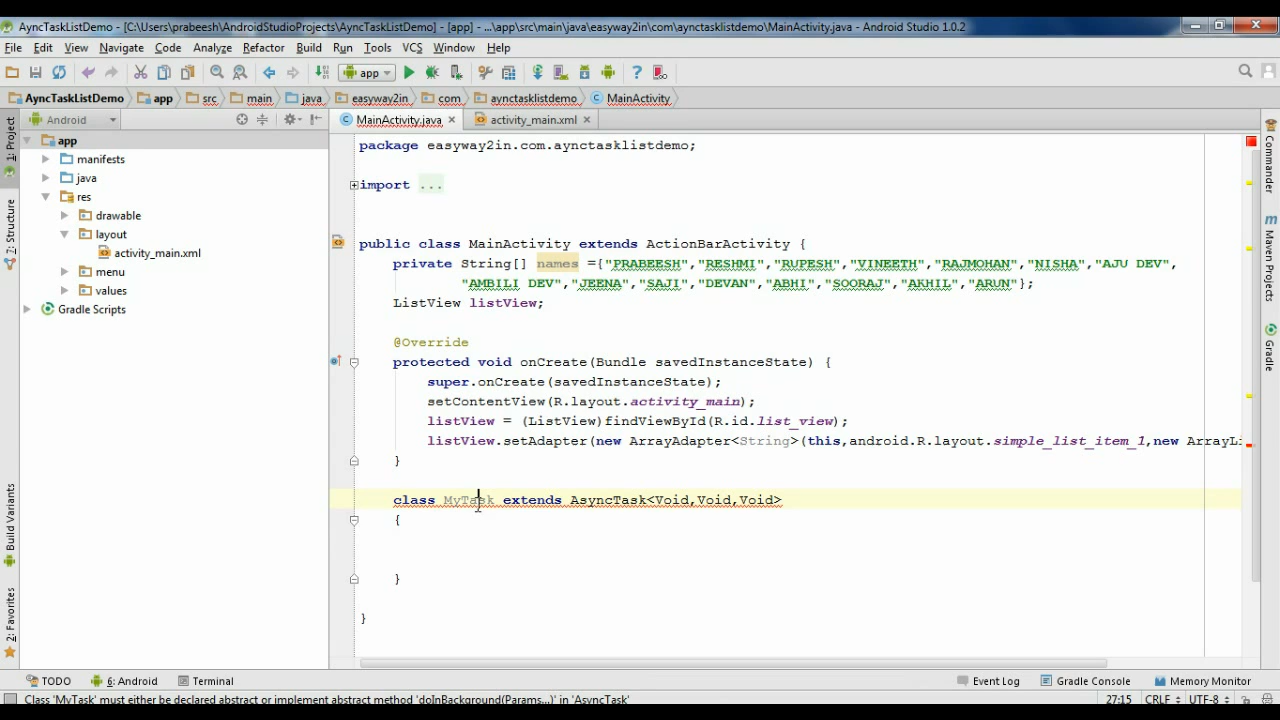 AyncTaskListDemo - [C:\Users\prabeesh\AndroidStudioProjects\AyncTaskListDemo] - [app] - ...\app\src\main\java\easyway2in\com\aynctasklistdemo\MainActivity.java - Android Studio 1.0.2
File Edit View Navigate Code Analyze Refactor Build Run Tools VCS Window Help
app
AyncTaskListDemo app src main java easyway2in com aynctasklistdemo MainActivity
Android
MainActivity.java activity_main.xml
app
manifests
java
res
drawable
layout
activity_main.xml
menu
values
Gradle Scripts
1: Project
7: Structure
Build Variants
2: Favorites
package easyway2in.com.aynctasklistdemo;
import ...
public class MainActivity extends ActionBarActivity {
private String[] names ={"PRABEESH","RESHMI","RUPESH","VINEETH","RAJMOHAN","NISHA","AJU DEV",
"AMBILI DEV","JEENA","SAJI","DEVAN","ABHI","SOORAJ","AKHIL","ARUN"};
ListView listView;
@Override
protected void onCreate(Bundle savedInstanceState) {
super.onCreate(savedInstanceState);
setContentView(R.layout.activity_main);
listView = (ListView)findViewById(R.id.list_view);
listView.setAdapter(new ArrayAdapter<String>(this,android.R.layout.simple_list_item_1,new ArrayLi
}
class MyTask extends AsyncTask<Void,Void,Void>
{
}
}
Commander
Maven Projects
Gradle
TODO 6: Android Terminal Event Log Gradle Console Memory Monitor
Class 'MyTask' must either be declared abstract or implement abstract method 'doInBackground(Params...)' in 'AsyncTask' 27:15 CRLF UTF-8